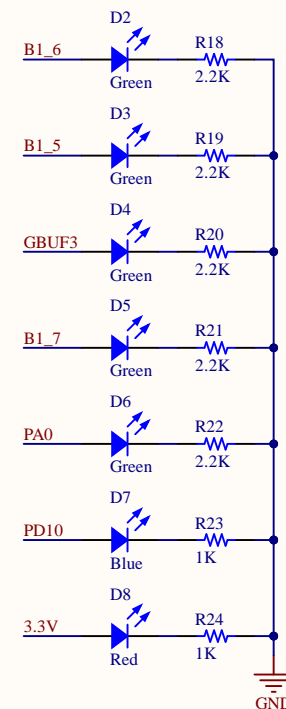 D2
B1_6
R18
Green
2.2K
D3
B1_5
R19
Green
2.2K
D4
GBUF3
R20
Green
2.2K
D5
B1_7
R21
Green
2.2K
D6
PA0
R22
Green
2.2K
D7
PD10
R23
Blue
1K
D8
3.3V
R24
Red
1K
GND